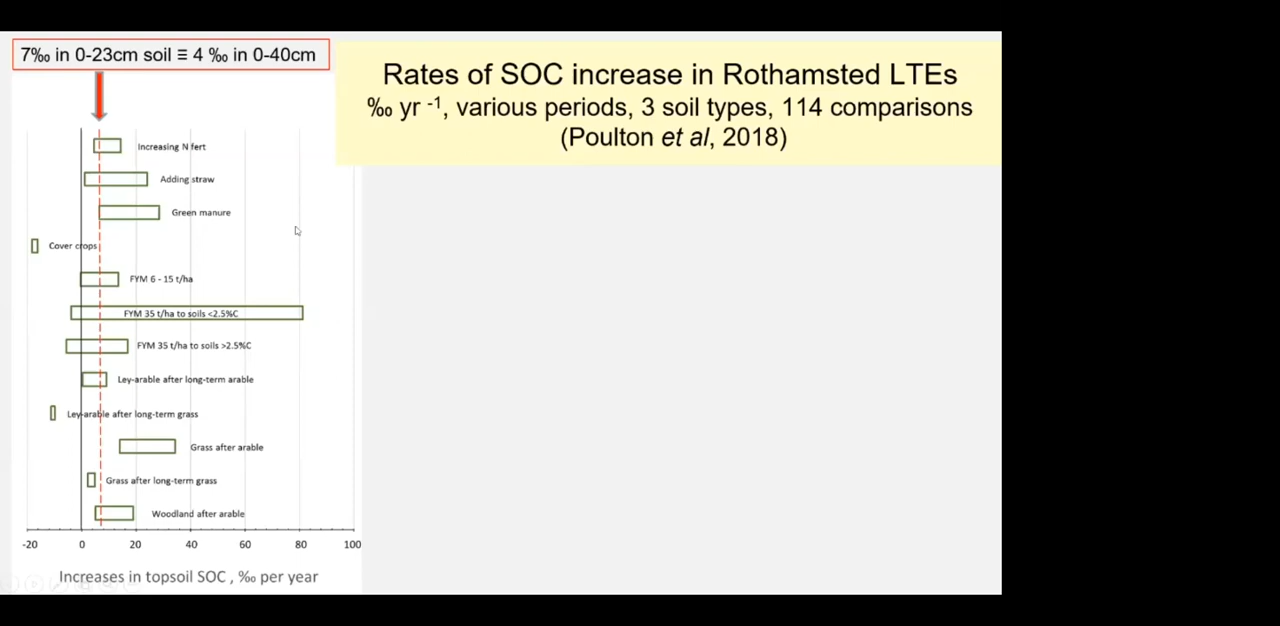 7‰ in 0-23cm soil ≡ 4 ‰ in 0-40cm
Rates of SOC increase in Rothamsted LTEs
‰ yr -1, various periods, 3 soil types, 114 comparisons
(Poulton et al, 2018)
Increasing N fert
Adding straw
Green manure
Cover crops
FYM 6 - 15 t/ha
FYM 35 t/ha to soils <2.5%C
FYM 35 t/ha to soils >2.5%C
Ley-arable after long-term arable
Ley-arable after long-term grass
Grass after arable
Grass after long-term grass
Woodland after arable
-20 0 20 40 60 80 100
Increases in topsoil SOC , ‰ per year